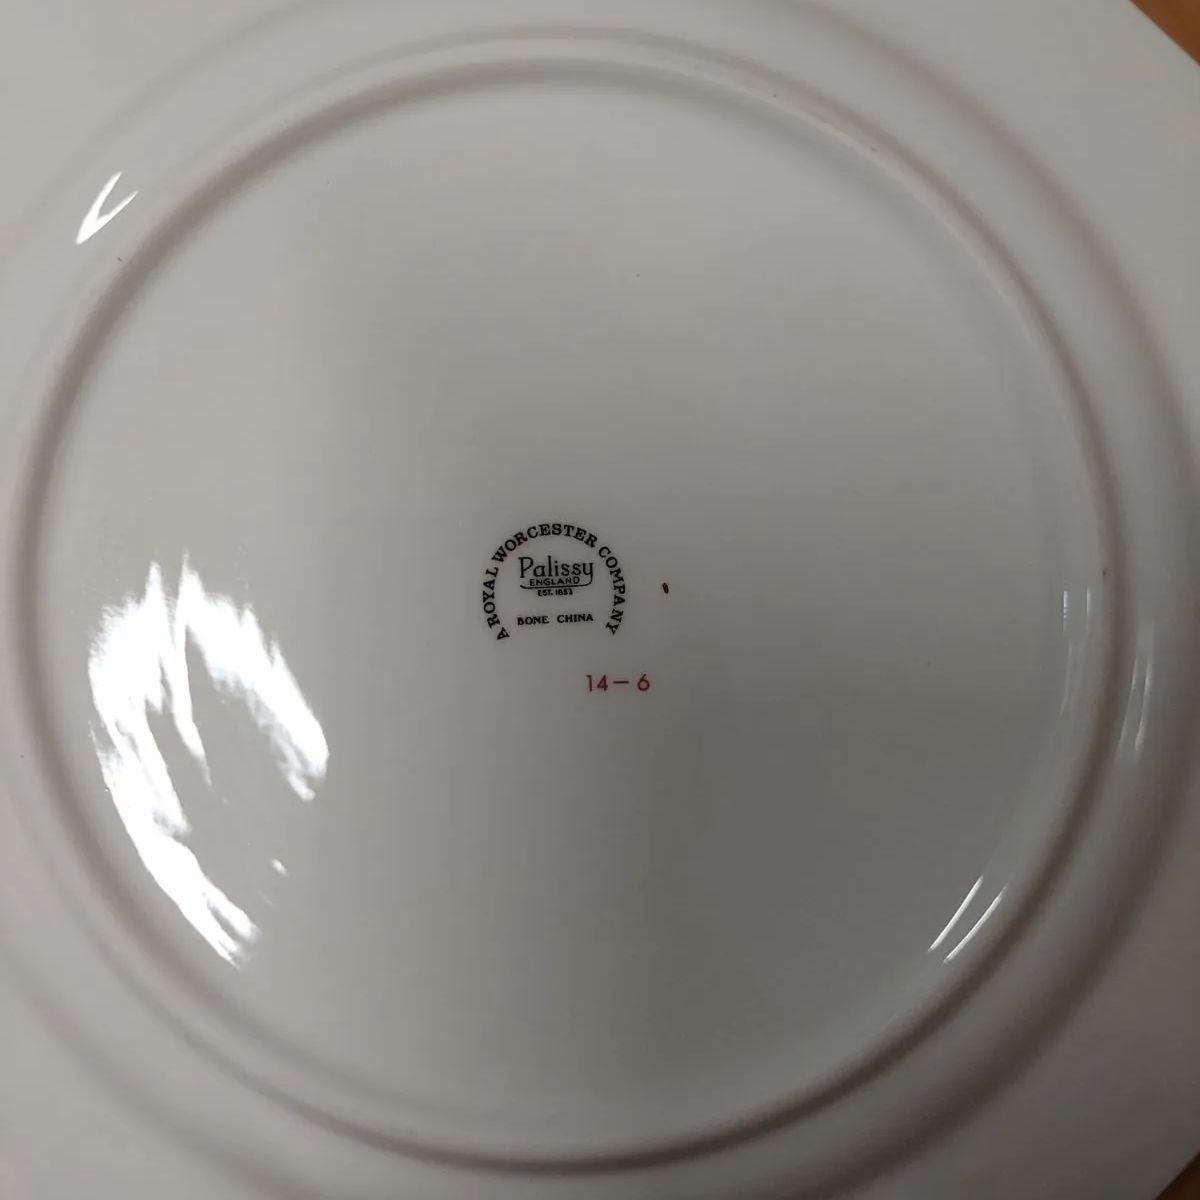 A ROYAL WORCESTER COMPANY
Palissy
ENGLAND
EST. 1853
BONE CHINA
14-6